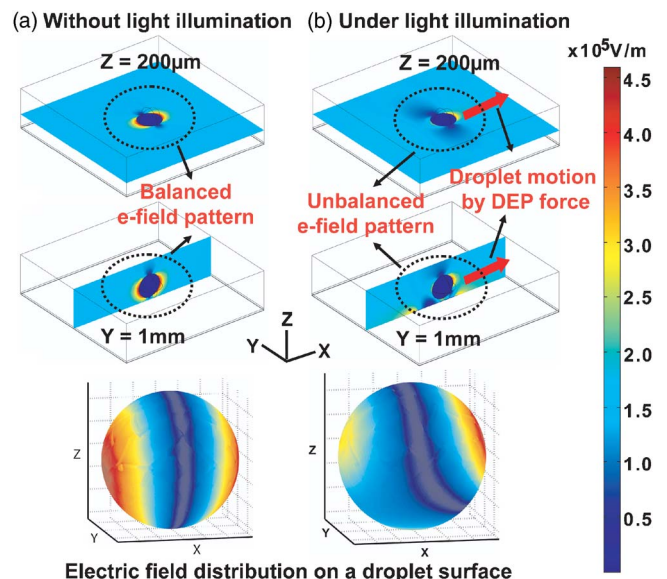 (a) Without light illumination
(b) Under light illumination
Z = 200μm
Z = 200μm
x10⁵V/m
4.5
4.0
3.5
3.0
2.5
2.0
1.5
1.0
0.5
Balanced
e-field pattern
Unbalanced
e-field pattern
Droplet motion
by DEP force
Y = 1mm
Y = 1mm
Z
Y
X
Z
Y
X
Z
Y
X
Electric field distribution on a droplet surface